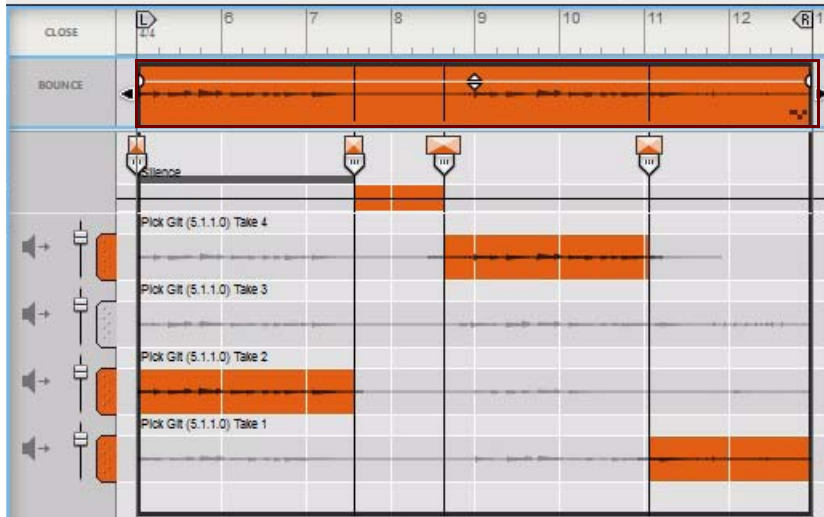 CLOSE
L 6 7 8 9 10 11 12 R 1
4/4
BOUNCE
Silence
Pick Git (5.1.1.0) Take 4
Pick Git (5.1.1.0) Take 3
Pick Git (5.1.1.0) Take 2
Pick Git (5.1.1.0) Take 1